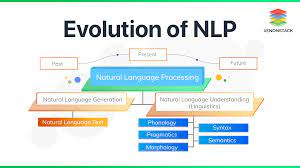 Evolution of NLP
XENONSTACK
Past
Present
Future
Natural Language Processing
Natural Language Generation
Natural Language Understanding
(Linguistics)
Natural Language Text
Phonology
Pragmatics
Morphology
Syntax
Semantics